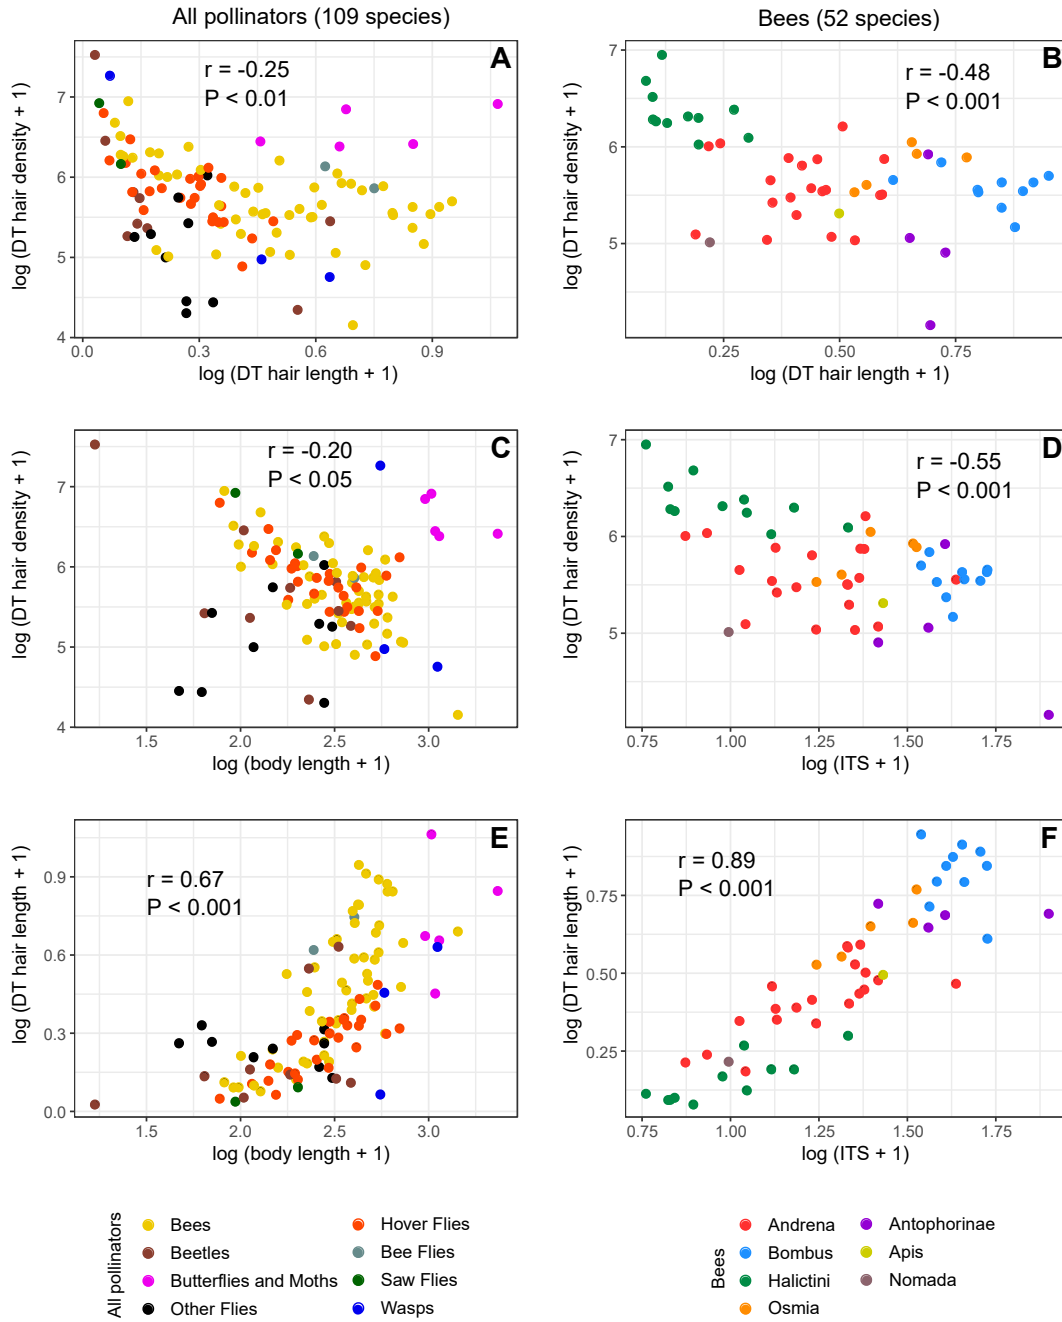 All pollinators (109 species)
Bees (52 species)
A
r = -0.25
P < 0.01
log (DT hair density + 1)
7
6
5
4
0.0
0.3
0.6
0.9
log (DT hair length + 1)
B
r = -0.48
P < 0.001
log (DT hair density + 1)
7
6
5
0.25
0.50
0.75
log (DT hair length + 1)
C
r = -0.20
P < 0.05
log (DT hair density + 1)
7
6
5
4
1.5
2.0
2.5
3.0
log (body length + 1)
D
r = -0.55
P < 0.001
log (DT hair density + 1)
7
6
5
0.75
1.00
1.25
1.50
1.75
log (ITS + 1)
E
r = 0.67
P < 0.001
log (DT hair length + 1)
0.9
0.6
0.3
0.0
1.5
2.0
2.5
3.0
log (body length + 1)
F
r = 0.89
P < 0.001
log (DT hair length + 1)
0.75
0.50
0.25
0.75
1.00
1.25
1.50
1.75
log (ITS + 1)
All pollinators
Bees
Beetles
Butterflies and Moths
Other Flies
Hover Flies
Bee Flies
Saw Flies
Wasps
Bees
Andrena
Bombus
Halictini
Osmia
Antophorinae
Apis
Nomada